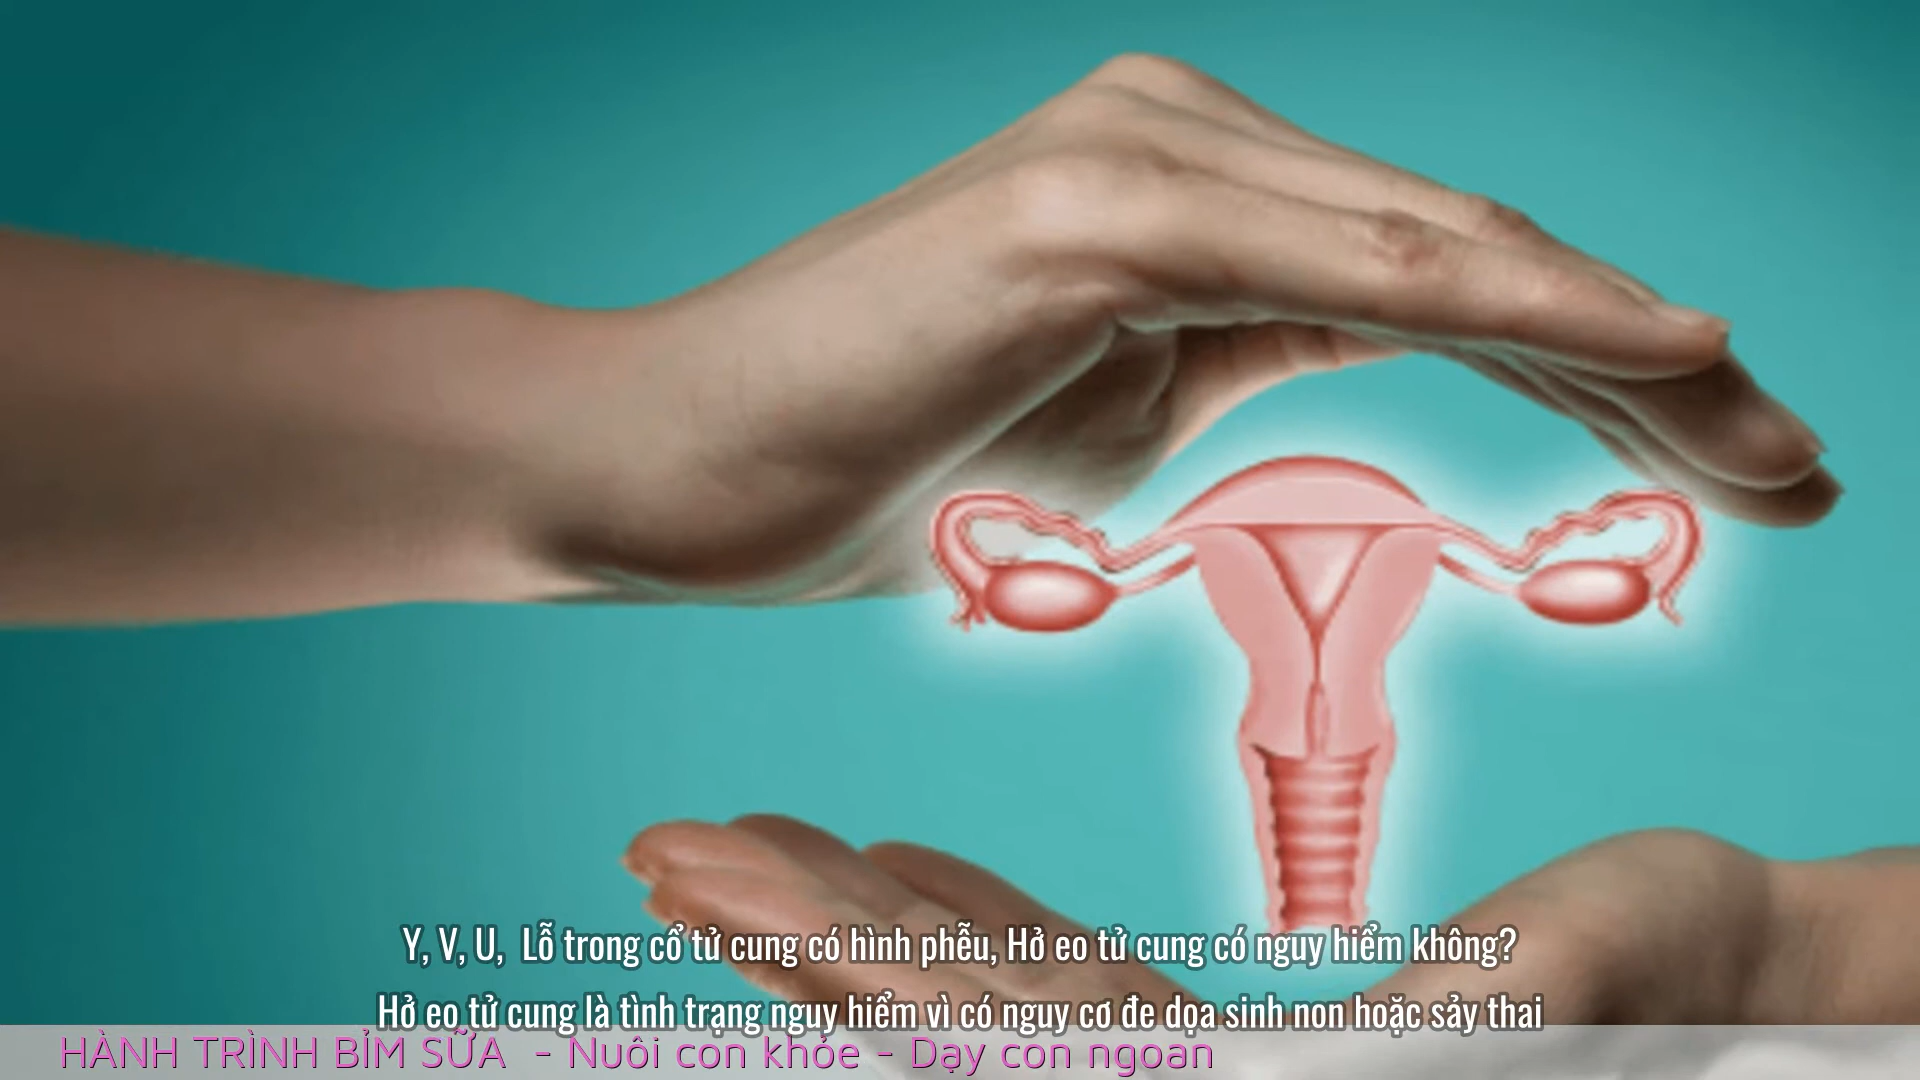 Y, V, U,  Lỗ trong cổ tử cung có hình phễu, Hở eo tử cung có nguy hiểm không?
Hở eo tử cung là tình trạng nguy hiểm vì có nguy cơ đe dọa sinh non hoặc sảy thai
HÀNH TRÌNH BỈM SỮA  - Nuôi con khỏe - Dạy con ngoan